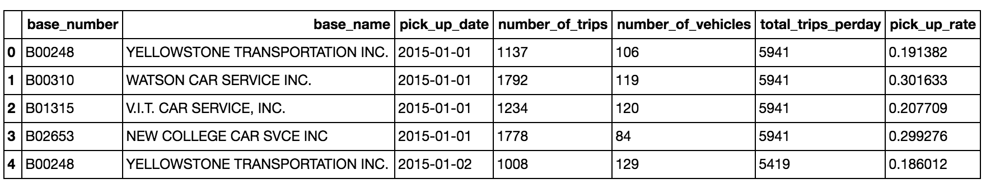 base_number base_name pick_up_date number_of_trips number_of_vehicles total_trips_perday pick_up_rate
0 B00248 YELLOWSTONE TRANSPORTATION INC. 2015-01-01 1137 106 5941 0.191382
1 B00310 WATSON CAR SERVICE INC. 2015-01-01 1792 119 5941 0.301633
2 B01315 V.I.T. CAR SERVICE, INC. 2015-01-01 1234 120 5941 0.207709
3 B02653 NEW COLLEGE CAR SVCE INC 2015-01-01 1778 84 5941 0.299276
4 B00248 YELLOWSTONE TRANSPORTATION INC. 2015-01-02 1008 129 5419 0.186012